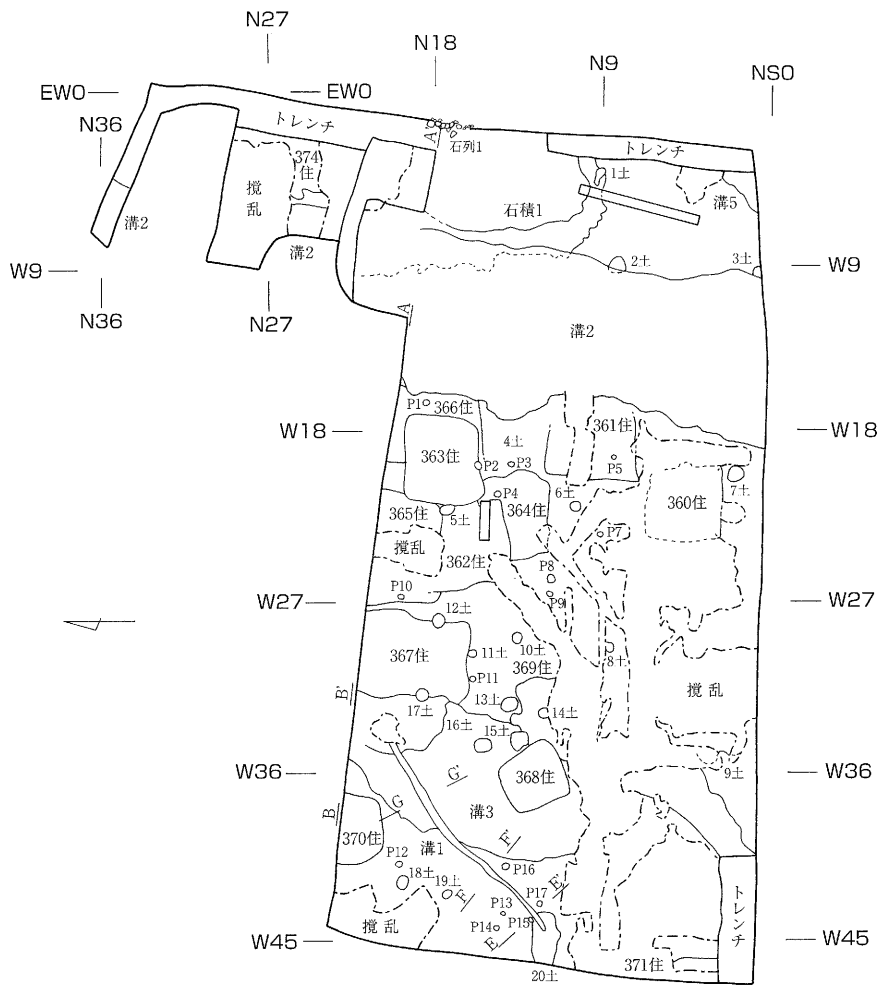 N27
N18
N9
NS0
EW0
EW0
N36
トレンチ
A'
石列1
トレンチ
374
住
1土
攪
乱
溝2
石積1
溝5
溝2
W9
2土
3土
W9
N36
N27
A
溝2
P1
366住
W18
363住
4土
361住
W18
P2
P3
P5
P4
364住
6土
360住
7土
365住
5土
P7
攪乱
362住
P8
P10
P9
W27
12土
W27
367住
11土
10土
8土
P11
369住
攪乱
B'
13土
17土
16土
15土
14土
W36
G'
368住
9土
W36
B
G
溝3
370住
溝1
F'
P12
P16
18土
19土
F
P17
E'
トレンチ
攪乱
P13
P14
P15
W45
E
W45
20土
371住